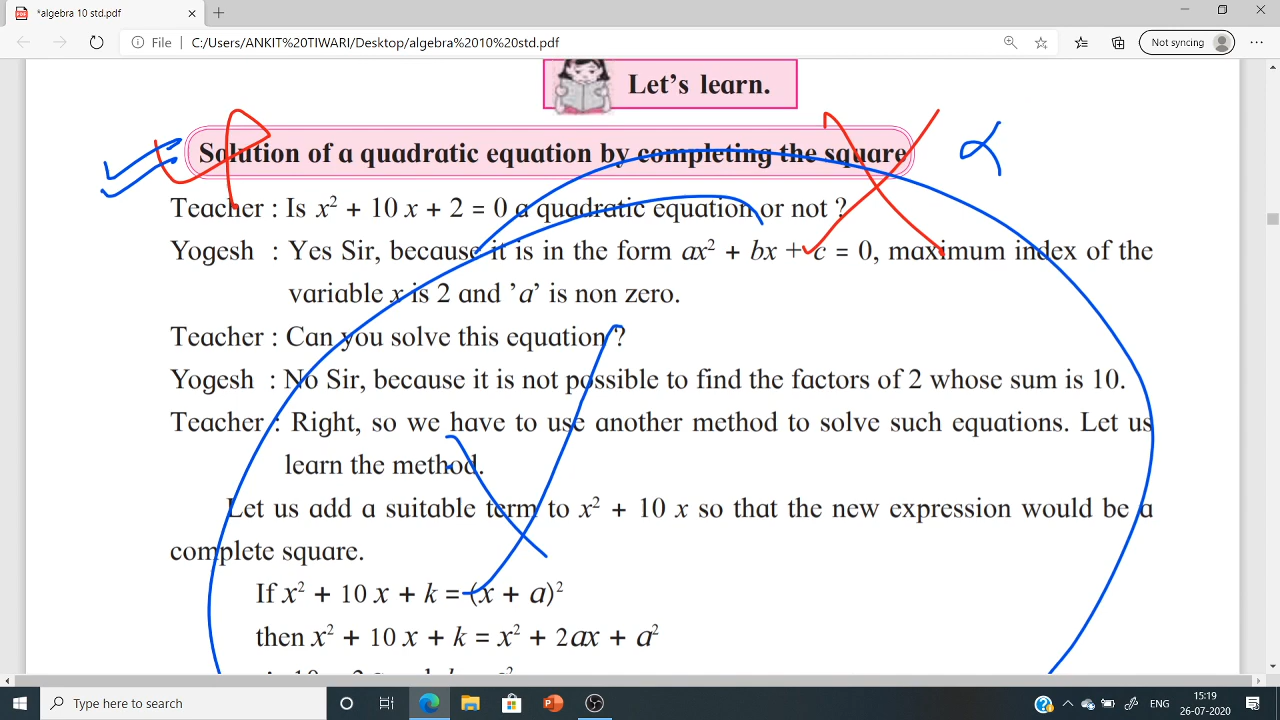 *algebra 10 std.pdf
File | C:/Users/ANKIT%20TIWARI/Desktop/algebra%2010%20std.pdf
Not syncing
Let's learn.
Solution of a quadratic equation by completing the square
Teacher : Is x² + 10 x + 2 = 0 a quadratic equation or not ?
Yogesh : Yes Sir, because it is in the form ax² + bx + c = 0, maximum index of the
variable x is 2 and 'a' is non zero.
Teacher : Can you solve this equation ?
Yogesh : No Sir, because it is not possible to find the factors of 2 whose sum is 10.
Teacher : Right, so we have to use another method to solve such equations. Let us
learn the method.
Let us add a suitable term to x² + 10 x so that the new expression would be a
complete square.
If x² + 10 x + k = (x + a)²
then x² + 10 x + k = x² + 2ax + a²
Type here to search
ENG
15:19
26-07-2020